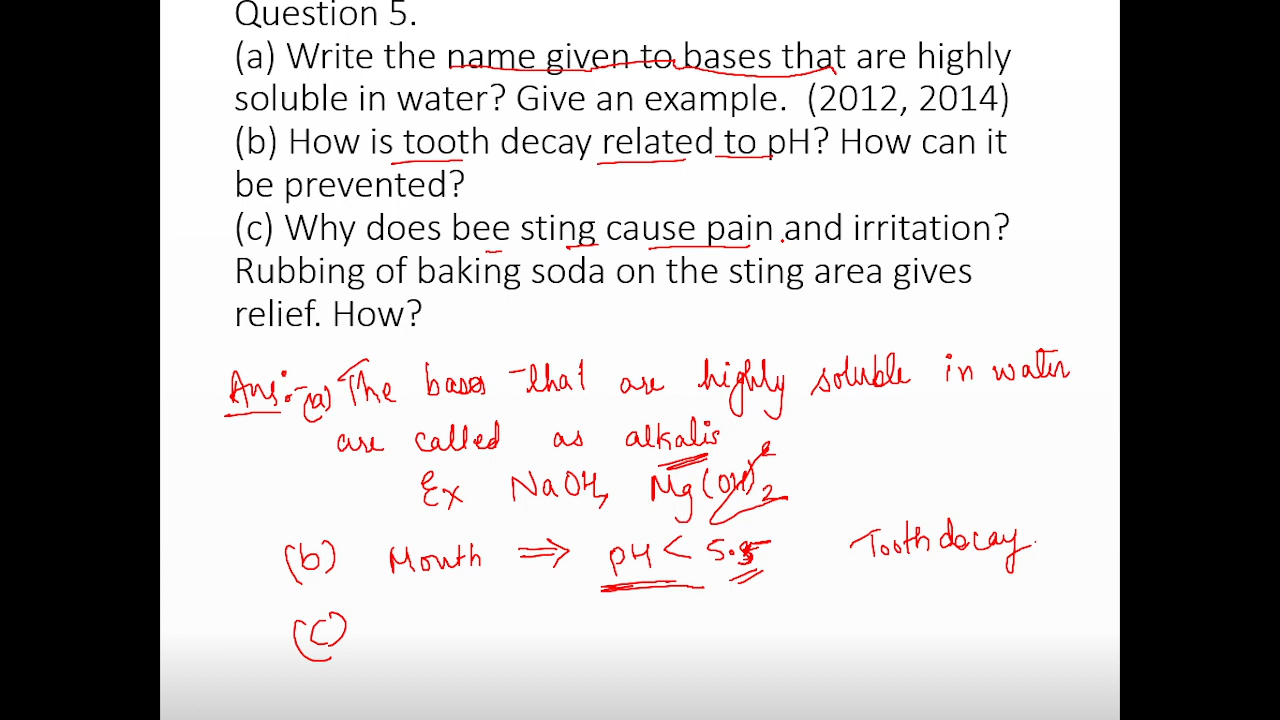 Question 5.
(a) Write the name given to bases that are highly
soluble in water? Give an example. (2012, 2014)
(b) How is tooth decay related to pH? How can it
be prevented?
(c) Why does bee sting cause pain and irritation?
Rubbing of baking soda on the sting area gives
relief. How?
Ans:- (a) The bases that are highly soluble in water
are called as alkalis
Ex NaOH, Mg(OH)2
(b) Mouth ⇒ pH < 5.5 Tooth decay.
(c)